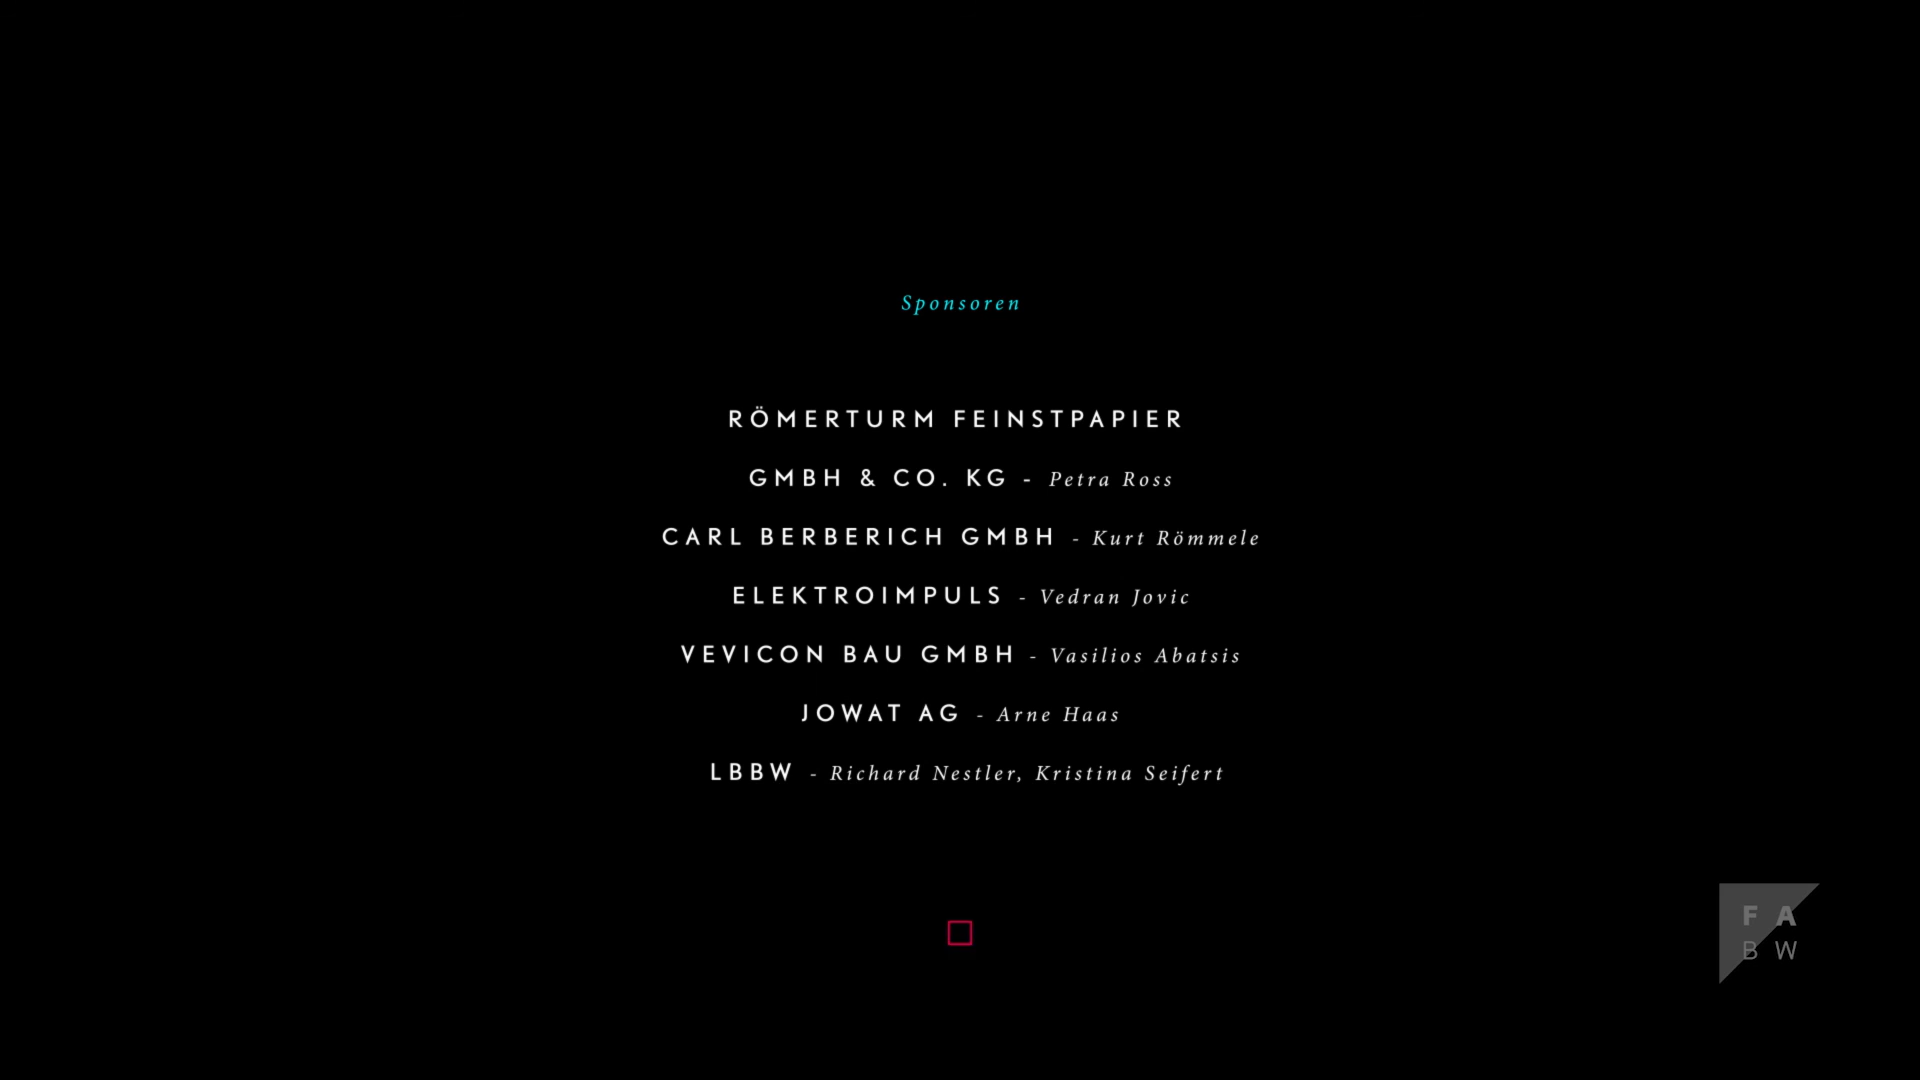 Sponsoren
RÖMERTURM FEINSTPAPIER
GMBH & CO. KG - Petra Ross
CARL BERBERICH GMBH - Kurt Römmele
ELEKTROIMPULS - Vedran Jovic
VEVICON BAU GMBH - Vasilios Abatsis
JOWAT AG - Arne Haas
LBBW - Richard Nestler, Kristina Seifert
F A
B W